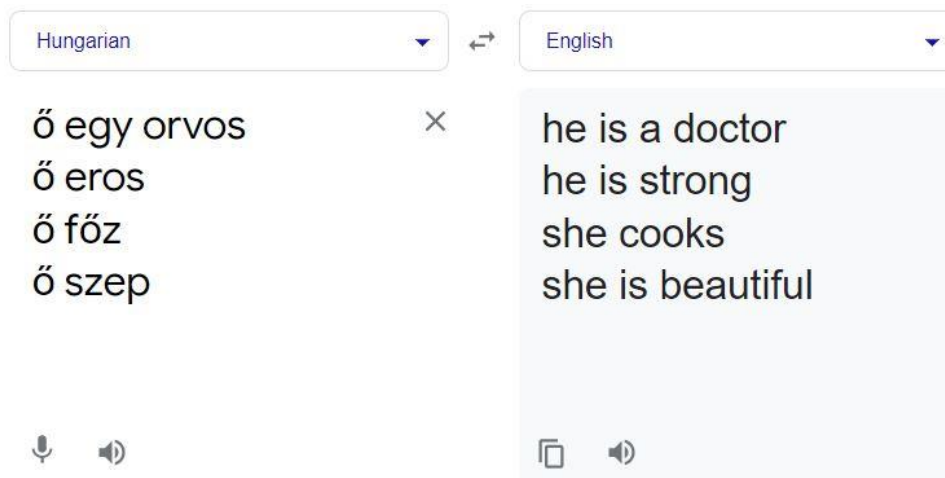 Hungarian
English
ő egy orvos
ő eros
ő főz
ő szep
he is a doctor
he is strong
she cooks
she is beautiful